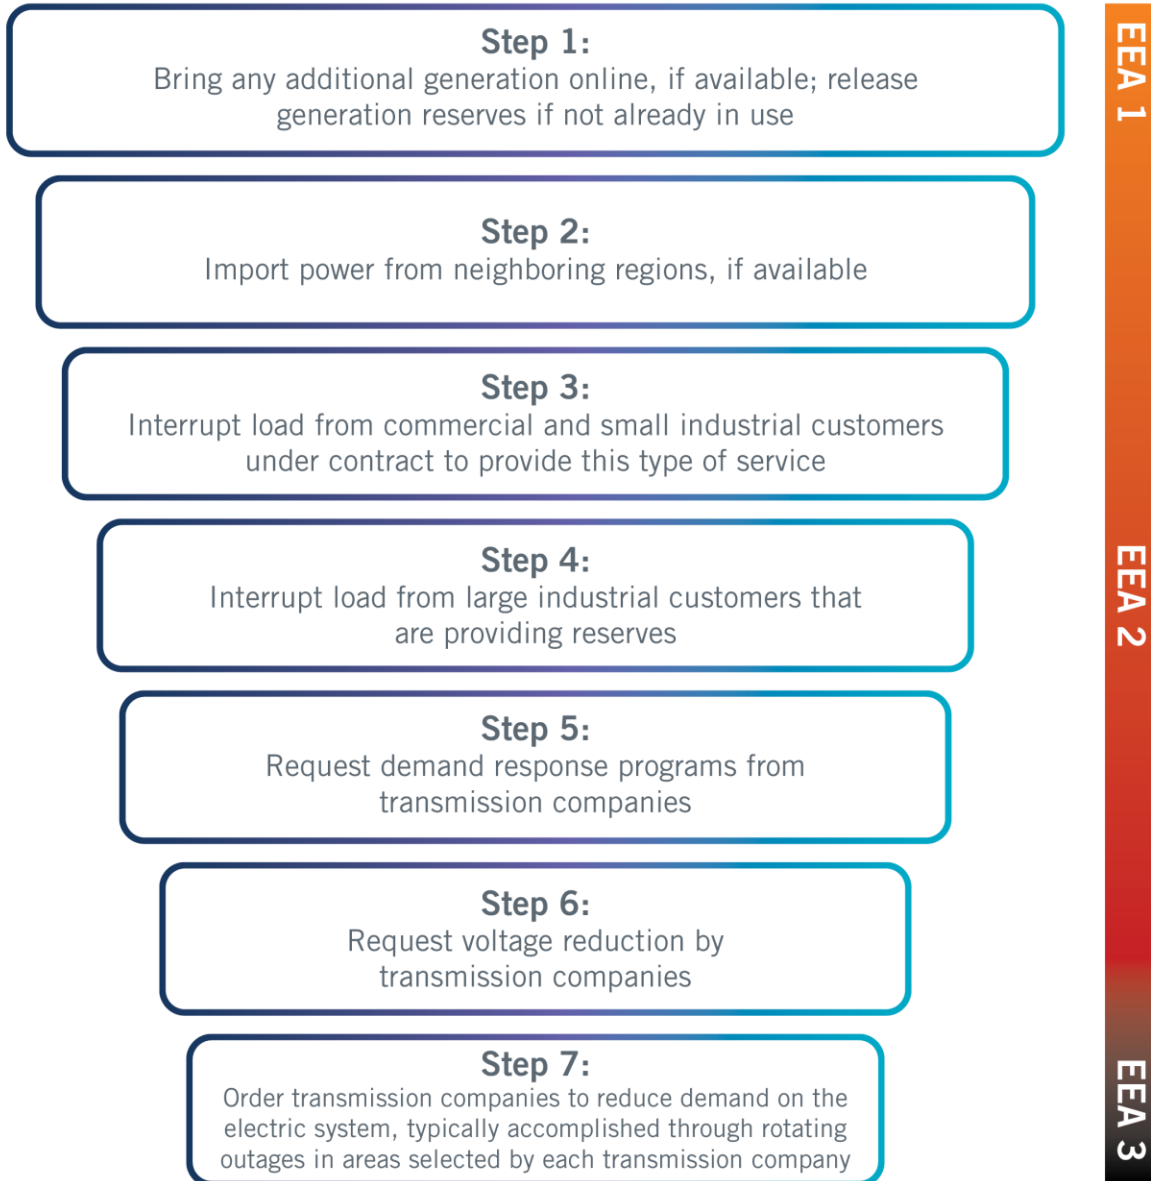 Step 1:
Bring any additional generation online, if available; release
generation reserves if not already in use
EEA 1
Step 2:
Import power from neighboring regions, if available
Step 3:
Interrupt load from commercial and small industrial customers
under contract to provide this type of service
Step 4:
Interrupt load from large industrial customers that
are providing reserves
EEA 2
Step 5:
Request demand response programs from
transmission companies
Step 6:
Request voltage reduction by
transmission companies
Step 7:
Order transmission companies to reduce demand on the
electric system, typically accomplished through rotating
outages in areas selected by each transmission company
EEA 3